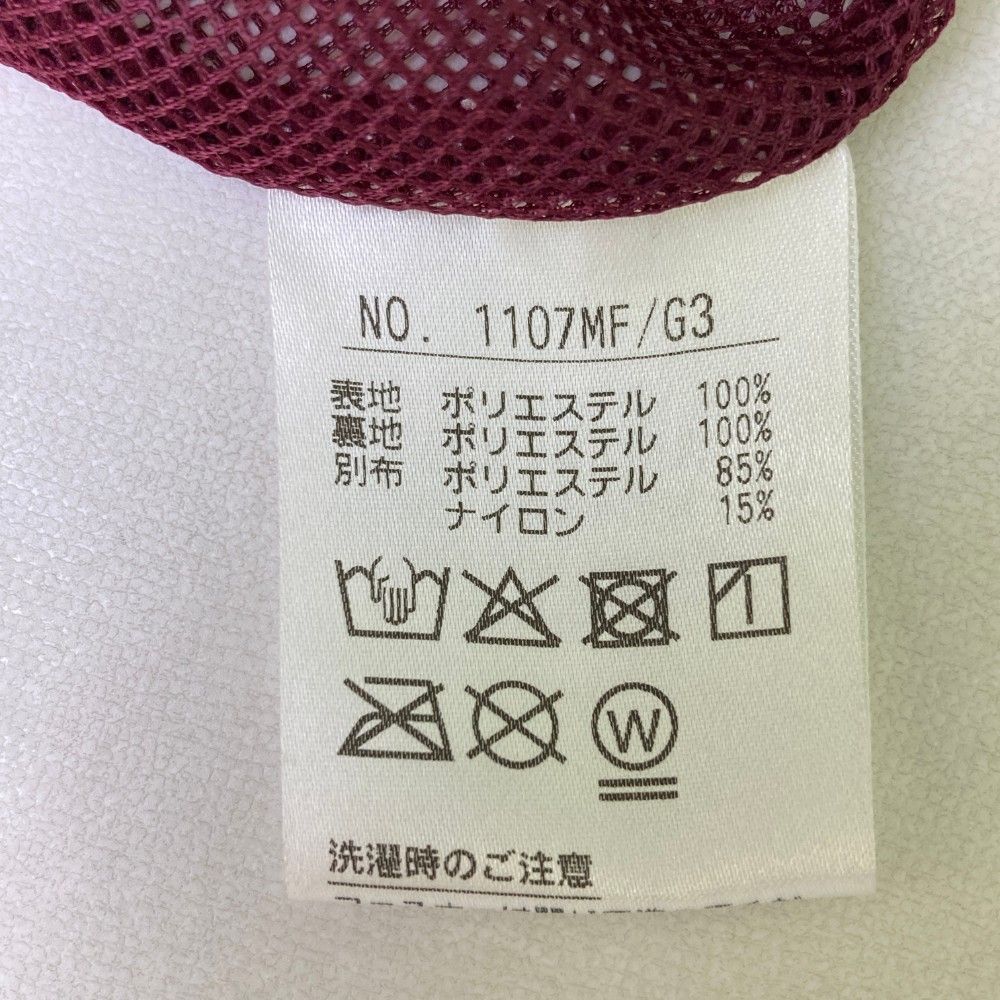 NO. 1107MF/G3
表地 ポリエステル 100%
裏地 ポリエステル 100%
別布 ポリエステル 85%
ナイロン 15%
W
洗濯時のご注意